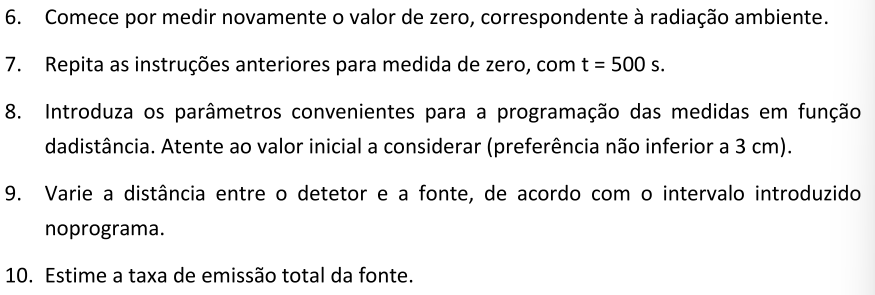 6. Comece por medir novamente o valor de zero, correspondente à radiação ambiente.
7. Repita as instruções anteriores para medida de zero, com t = 500 s.
8. Introduza os parâmetros convenientes para a programação das medidas em função
dadistância. Atente ao valor inicial a considerar (preferência não inferior a 3 cm).
9. Varie a distância entre o detetor e a fonte, de acordo com o intervalo introduzido
noprograma.
10. Estime a taxa de emissão total da fonte.